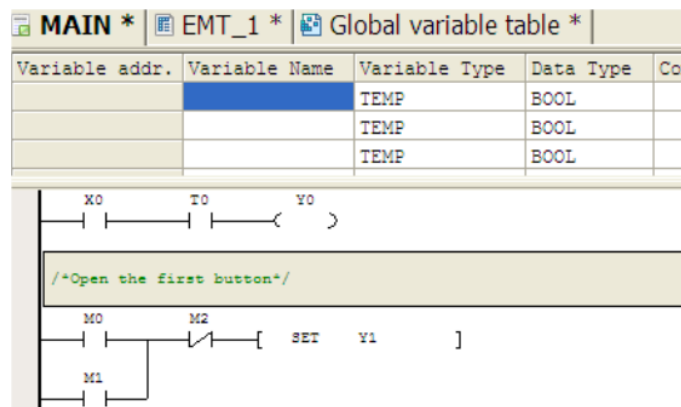 MAIN * EMT_1 * Global variable table *
Variable addr. Variable Name Variable Type Data Type Co
TEMP BOOL
TEMP BOOL
TEMP BOOL
X0 T0 Y0
/*Open the first button*/
M0 M2
SET Y1
M1